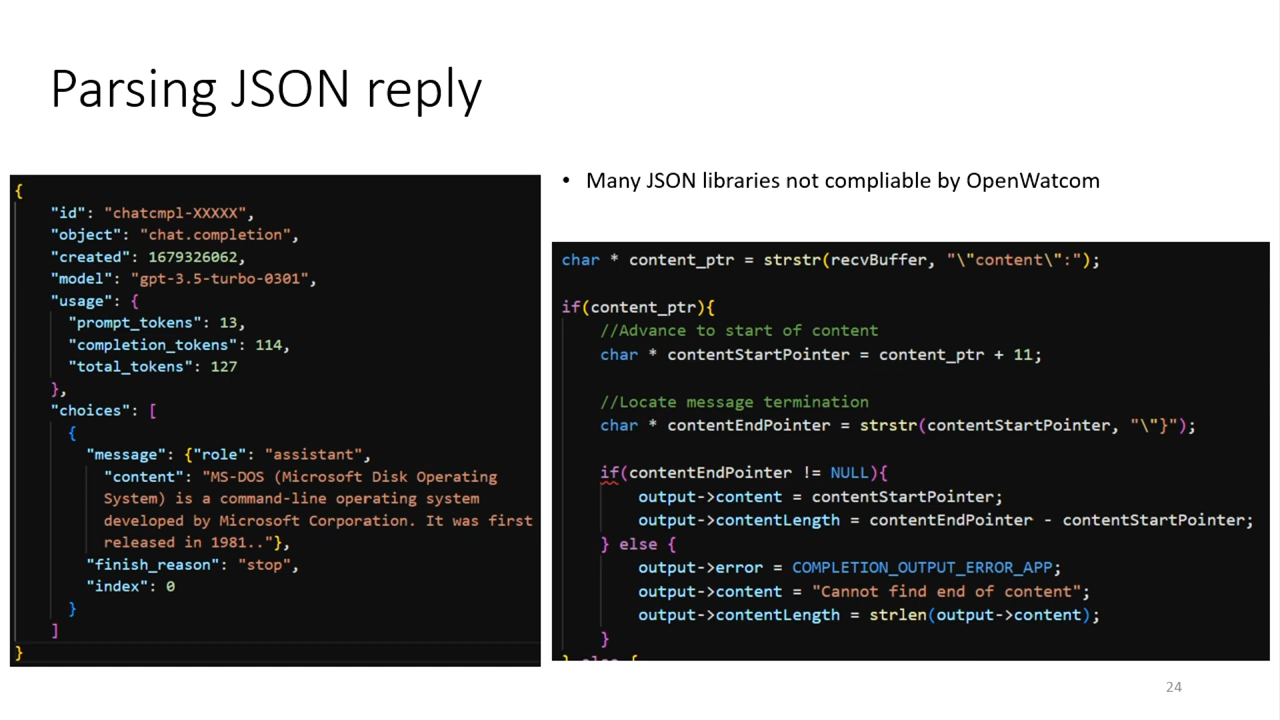 Parsing JSON reply
{
"id": "chatcmpl-XXXXX",
"object": "chat.completion",
"created": 1679326062,
"model": "gpt-3.5-turbo-0301",
"usage": {
"prompt_tokens": 13,
"completion_tokens": 114,
"total_tokens": 127
},
"choices": [
{
"message": {"role": "assistant",
"content": "MS-DOS (Microsoft Disk Operating
System) is a command-line operating system
developed by Microsoft Corporation. It was first
released in 1981.."},
"finish_reason": "stop",
"index": 0
}
]
}
• Many JSON libraries not compliable by OpenWatcom
char * content_ptr = strstr(recvBuffer, "\"content\":");
if(content_ptr){
//Advance to start of content
char * contentStartPointer = content_ptr + 11;
//Locate message termination
char * contentEndPointer = strstr(contentStartPointer, "\"}");
if(contentEndPointer != NULL){
output->content = contentStartPointer;
output->contentLength = contentEndPointer - contentStartPointer;
} else {
output->error = COMPLETION_OUTPUT_ERROR_APP;
output->content = "Cannot find end of content";
output->contentLength = strlen(output->content);
}
} else {
24